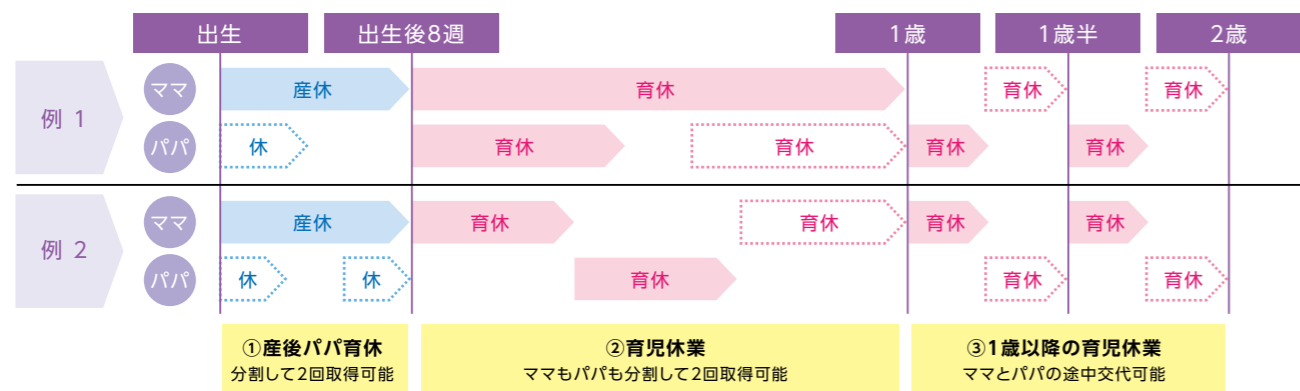 出生
出生後8週
1歳
1歳半
2歳
例 1
ママ
産休
育休
育休
育休
パパ
休
育休
育休
育休
育休
例 2
ママ
産休
育休
育休
育休
育休
パパ
休
休
育休
育休
育休
①産後パパ育休
分割して2回取得可能
②育児休業
ママもパパも分割して2回取得可能
③1歳以降の育児休業
ママとパパの途中交代可能